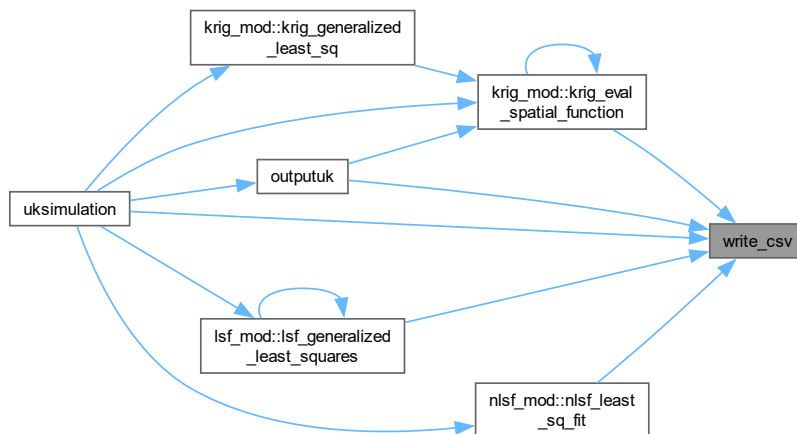 krig_mod::krig_generalized
_least_sq
krig_mod::krig_eval
_spatial_function
outputuk
uksimulation
write_csv
lsf_mod::lsf_generalized
_least_squares
nlsf_mod::nlsf_least
_sq_fit